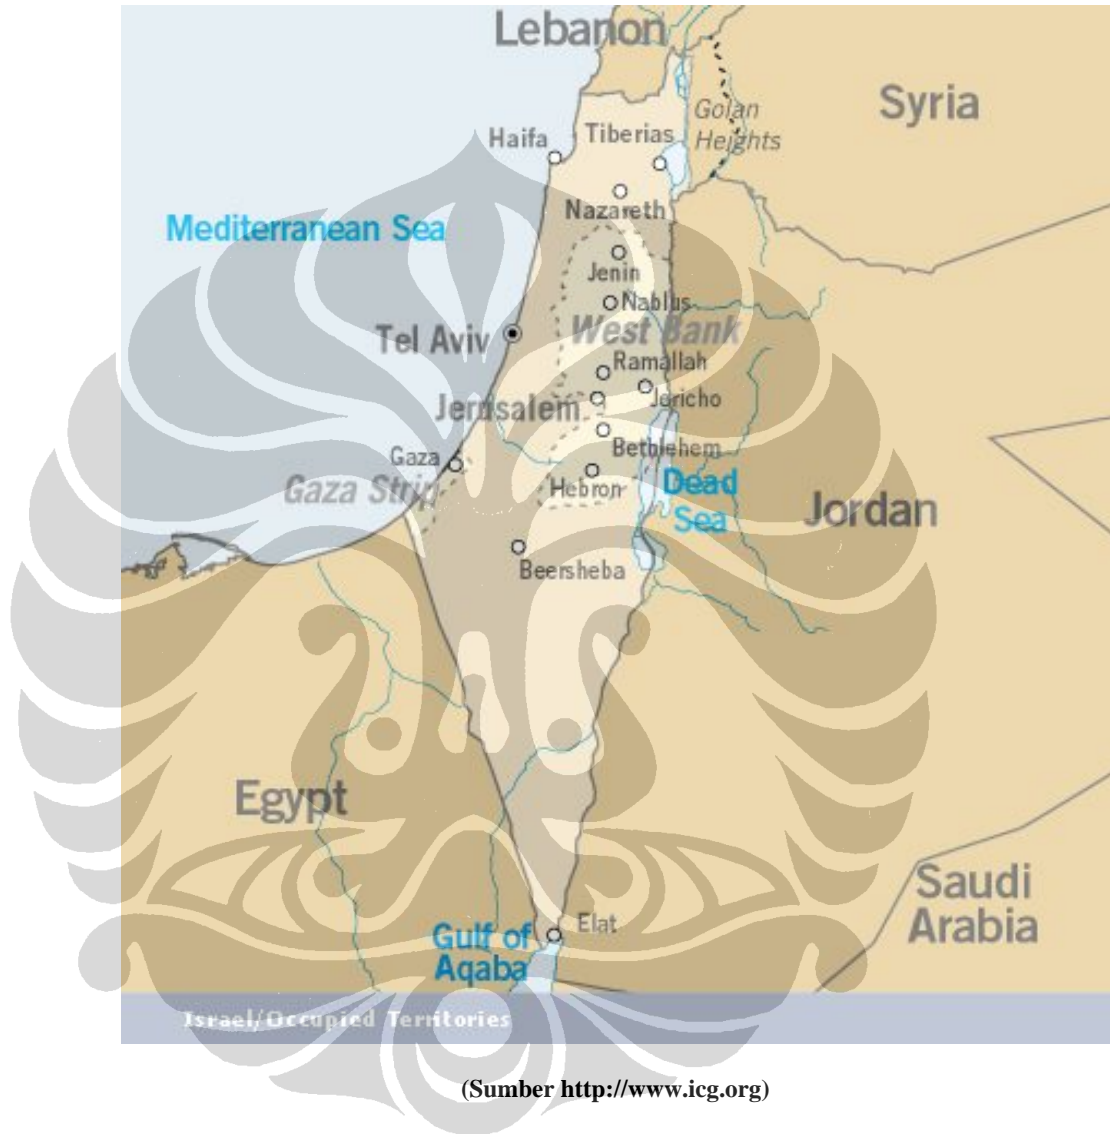 Lebanon
Syria
Golan
Heights
Haifa
Tiberias
Nazareth
Mediterranean Sea
Jenin
Nablus
West Bank
Tel Aviv
Ramallah
Jericho
Jerusalem
Bethlehem
Gaza
Gaza Strip
Hebron
Dead
Sea
Jordan
Beersheba
Egypt
Saudi
Arabia
Elat
Gulf of
Aqaba
Israel/Occupied Territories
(Sumber http://www.icg.org)